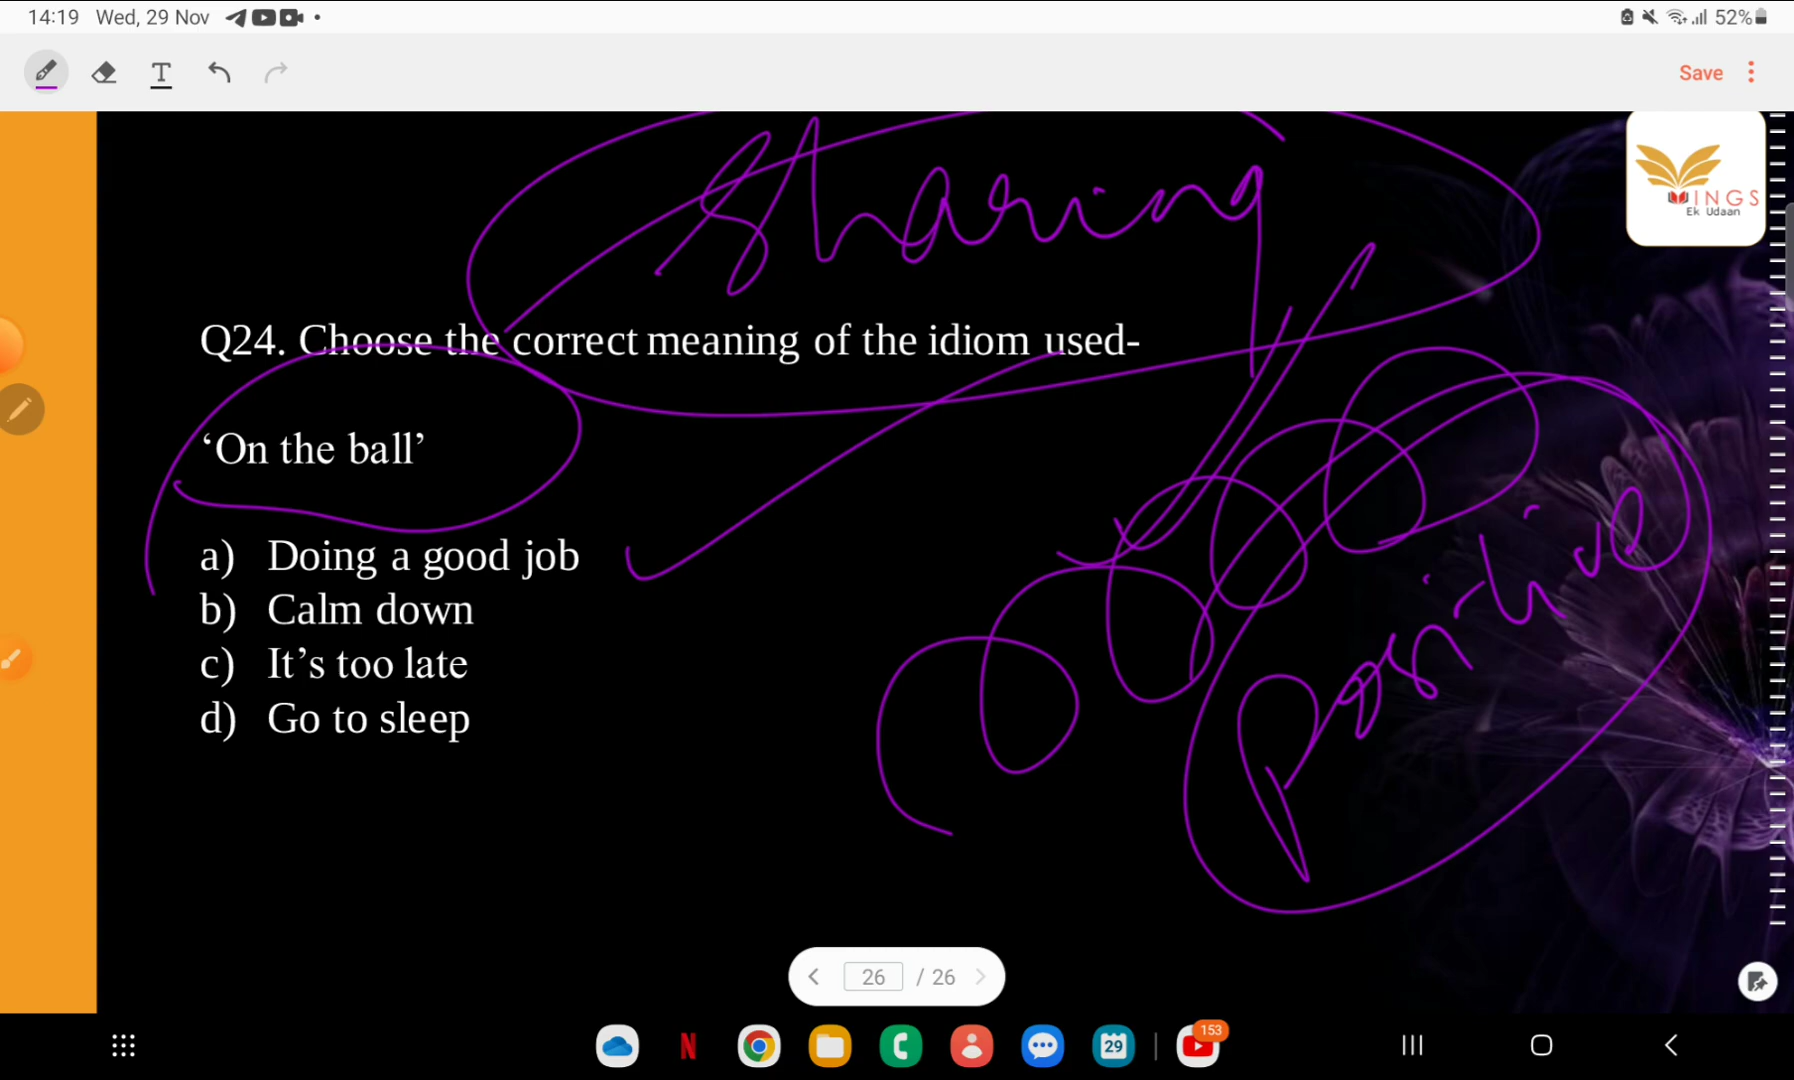 14:19 Wed, 29 Nov
52%
T
Save
Sharing
WINGS
Ek Udaan
Q24. Choose the correct meaning of the idiom used-
‘On the ball’
a) Doing a good job
b) Calm down
c) It’s too late
d) Go to sleep
Positive
26 / 26
N
29
153